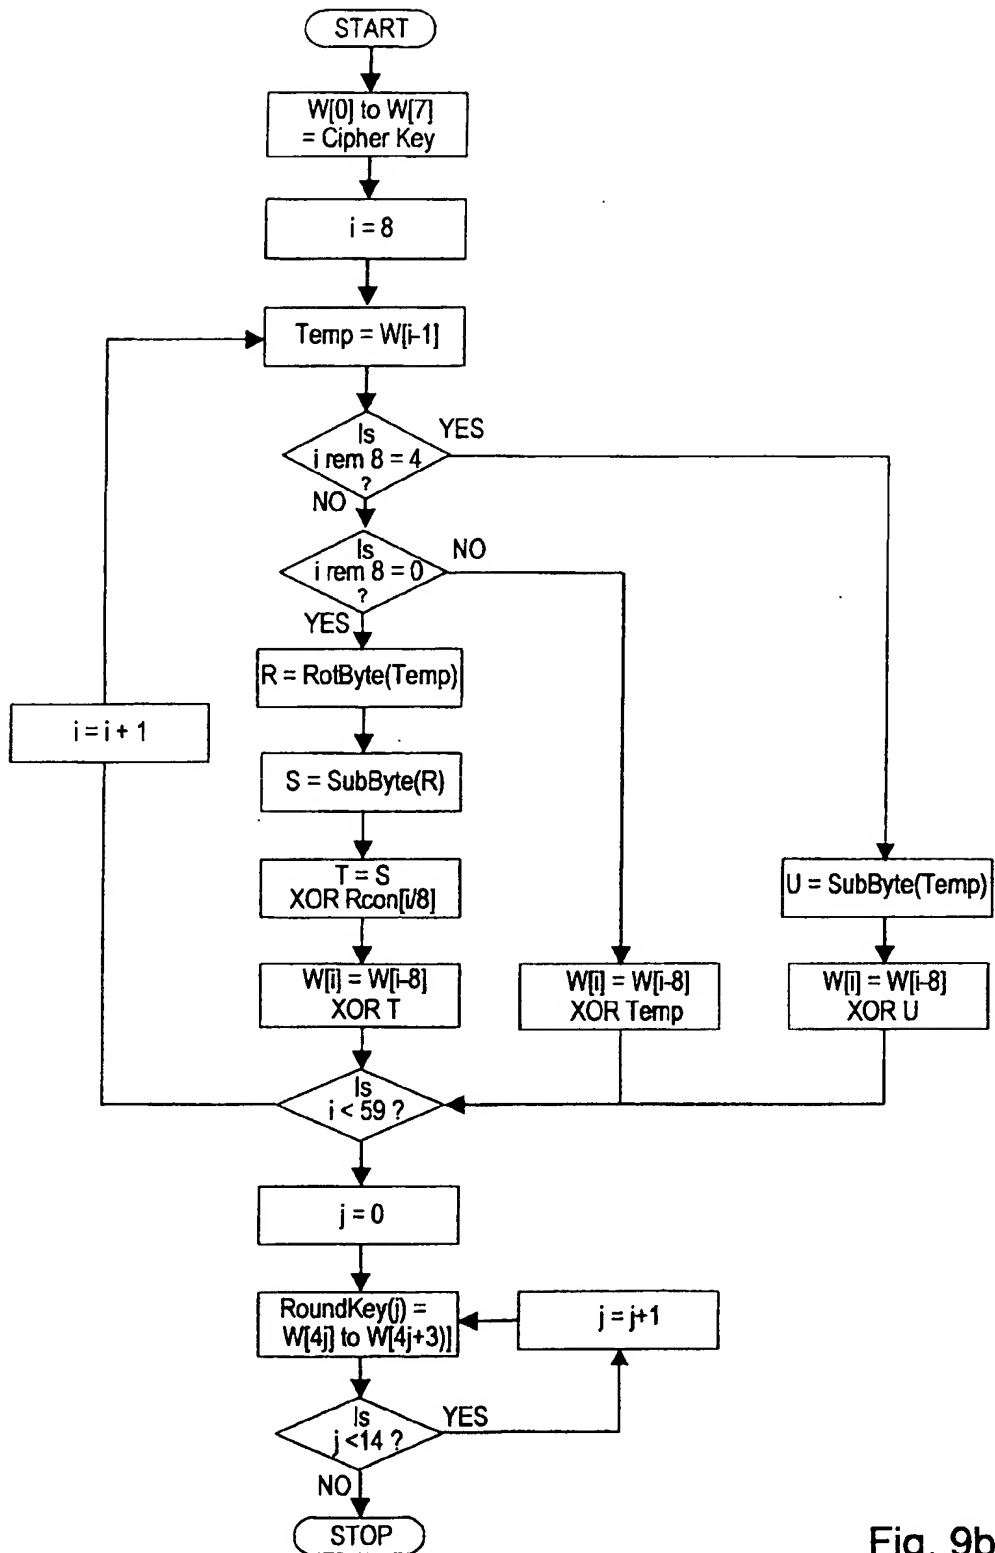 START
W[0] to W[7]
= Cipher Key
i = 8
Temp = W[i-1]
Is
i rem 8 = 4
?
YES
NO
Is
i rem 8 = 0
?
NO
YES
R = RotByte(Temp)
i = i + 1
S = SubByte(R)
T = S
XOR Rcon[i/8]
U = SubByte(Temp)
W[i] = W[i-8]
XOR T
W[i] = W[i-8]
XOR Temp
W[i] = W[i-8]
XOR U
Is
i < 59 ?
j = 0
RoundKey(j) =
W[4j] to W[4j+3)]
j = j+1
Is
j <14 ?
YES
NO
STOP
Fig. 9b